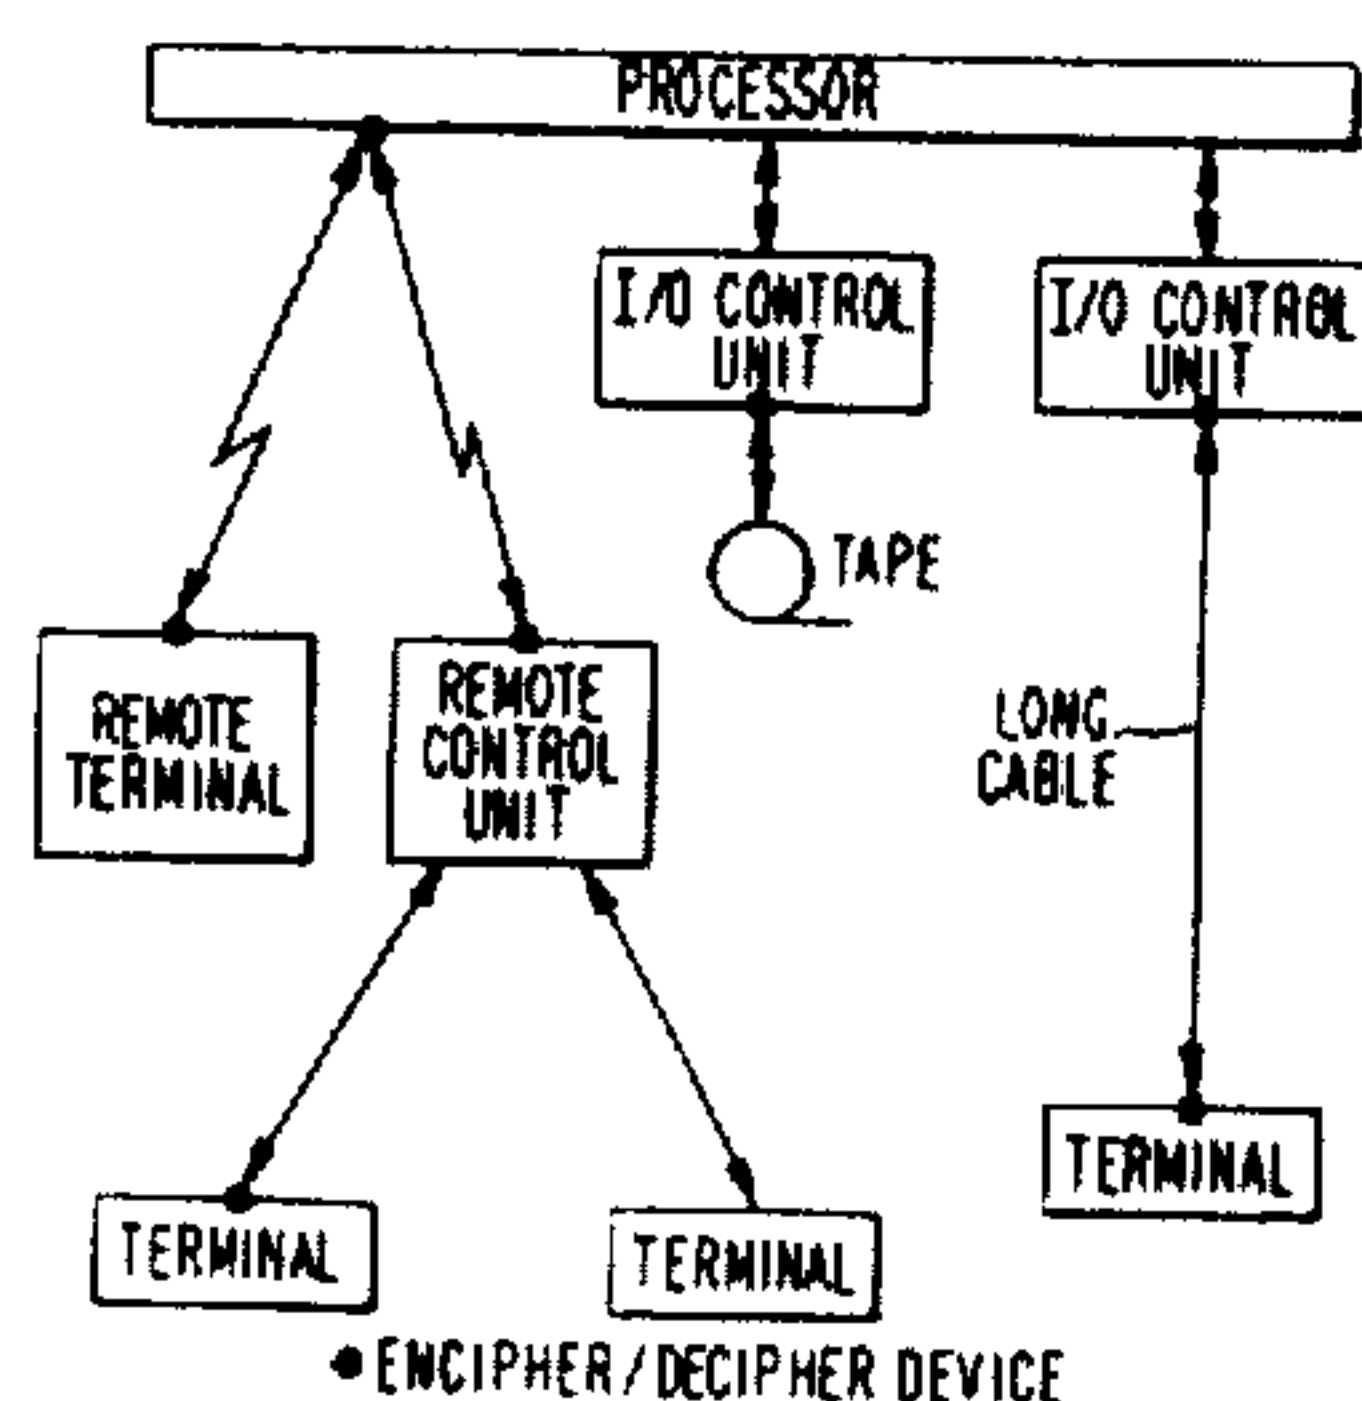 PROCESSOR
I/O CONTROL
UNIT
I/O CONTROL
UNIT
TAPE
REMOTE
TERMINAL
REMOTE
CONTROL
UNIT
LONG
CABLE
TERMINAL
TERMINAL
TERMINAL
ENCIPHER/DECIPHER DEVICE